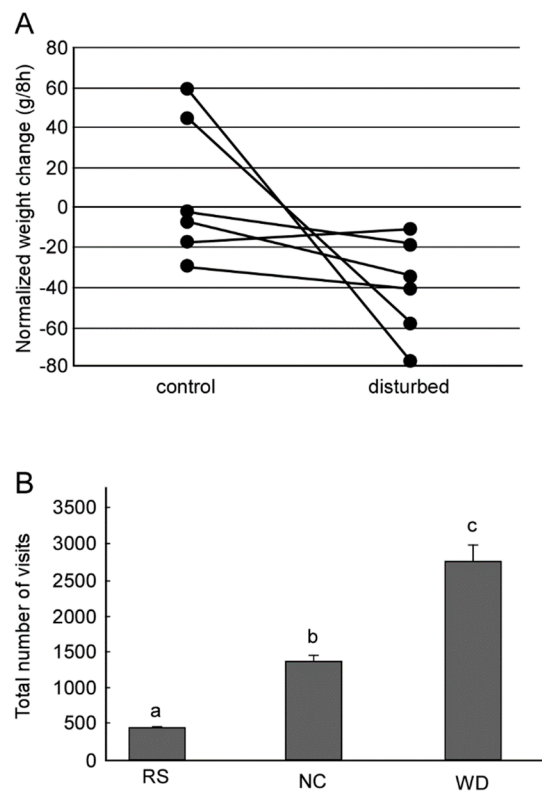 A
Normalized weight change (g/8h)
80
60
40
20
0
-20
-40
-60
-80
control disturbed
B
Total number of visits
3500
3000
2500
2000
1500
1000
500
0
a
b
c
RS NC WD